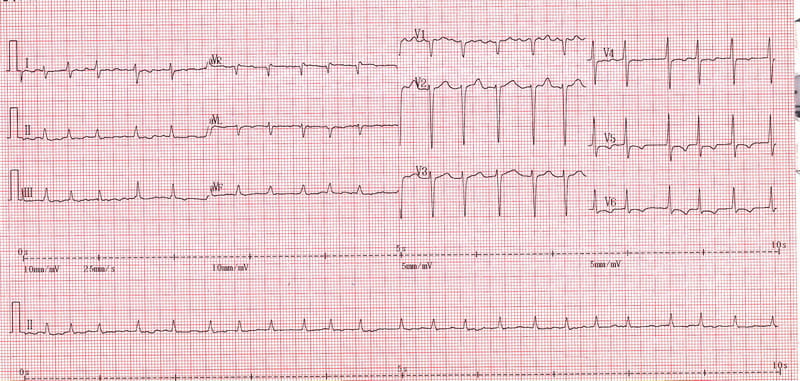 I aVR V1 V4
II aVL V2 V5
III aVF V3 V6
0s 5s 10s
10mm/mV 25mm/s 10mm/mV 5mm/mV 5mm/mV
II
0s 5s 10s